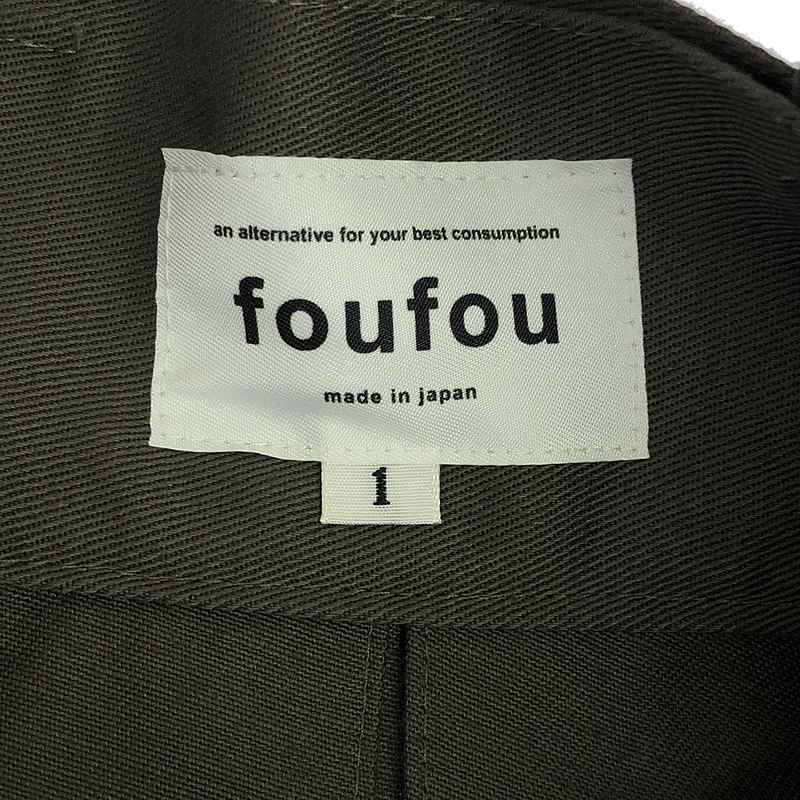 an alternative for your best consumption
foufou
made in japan
1